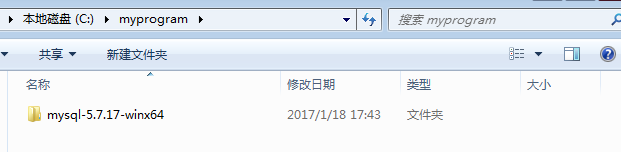 本地磁盘 (C:) myprogram 搜索 myprogram
共享 新建文件夹
名称 修改日期 类型 大小
mysql-5.7.17-winx64 2017/1/18 17:43 文件夹